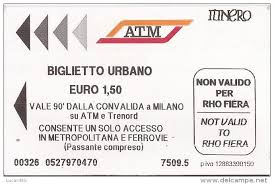 ITINERO
ATM
BIGLIETTO URBANO
EURO 1,50
VALE 90' DALLA CONVALIDA a MILANO
su ATM e Trenord
CONSENTE UN SOLO ACCESSO
IN METROPOLITANA E FERROVIE -
(Passante compreso)
NON VALIDO
PER
RHO FIERA
NOT VALID
TO
RHO FIERA
00326 0527970470 7509.5
p.iva 12883390150